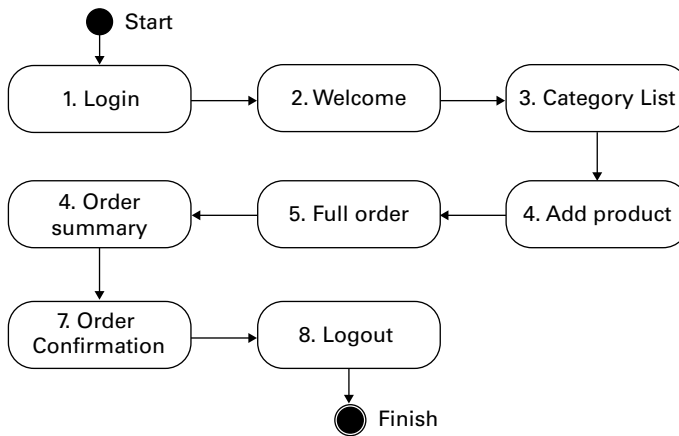 Start
1. Login
2. Welcome
3. Category List
4. Order
summary
5. Full order
4. Add product
7. Order
Confirmation
8. Logout
Finish